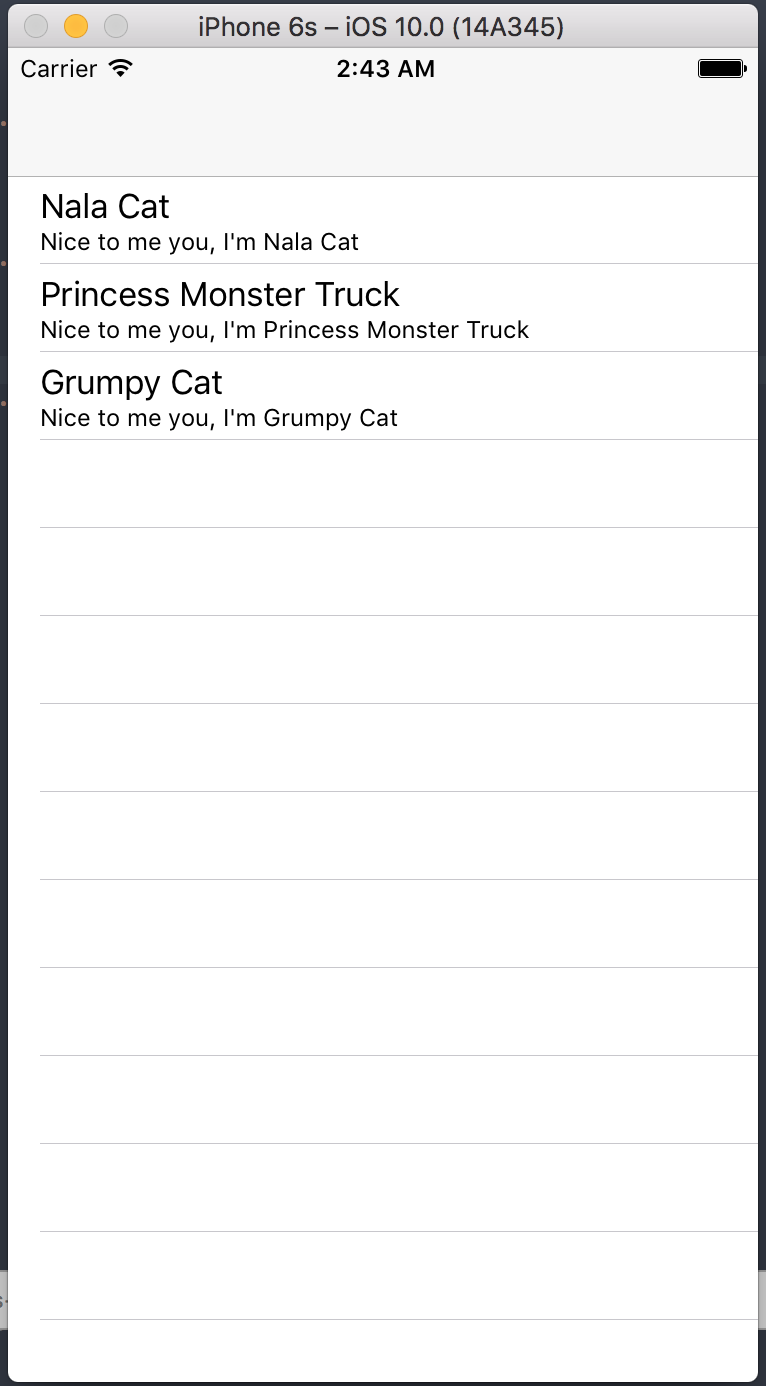 iPhone 6s – iOS 10.0 (14A345)
Carrier 2:43 AM
Nala Cat
Nice to me you, I'm Nala Cat
Princess Monster Truck
Nice to me you, I'm Princess Monster Truck
Grumpy Cat
Nice to me you, I'm Grumpy Cat